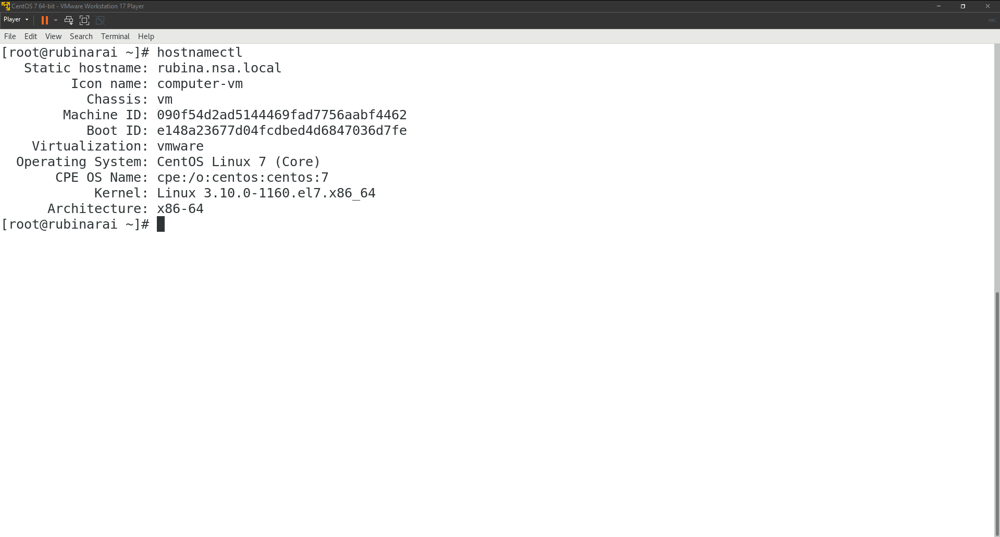 CentOS 7 64-bit - VMware Workstation 17 Player
Player
File Edit View Search Terminal Help
[root@rubinarai ~]# hostnamectl
   Static hostname: rubina.nsa.local
         Icon name: computer-vm
           Chassis: vm
        Machine ID: 090f54d2ad5144469fad7756aabf4462
           Boot ID: e148a23677d04fcdbed4d6847036d7fe
    Virtualization: vmware
  Operating System: CentOS Linux 7 (Core)
       CPE OS Name: cpe:/o:centos:centos:7
            Kernel: Linux 3.10.0-1160.el7.x86_64
      Architecture: x86-64
[root@rubinarai ~]#